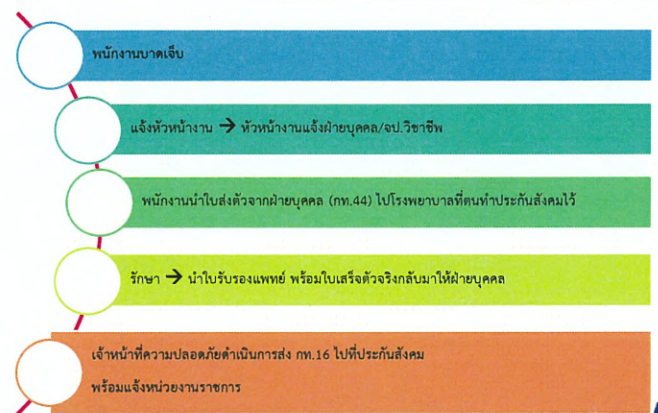 พนักงานบาดเจ็บ
แจ้งหัวหน้างาน → หัวหน้างานแจ้งฝ่ายบุคคล/จป.วิชาชีพ
พนักงานนำใบส่งตัวจากฝ่ายบุคคล (กท.44) ไปโรงพยาบาลที่ตนทำประกันสังคมไว้
รักษา → นำใบรับรองแพทย์ พร้อมใบเสร็จตัวจริงกลับมาให้ฝ่ายบุคคล
เจ้าหน้าที่ความปลอดภัยดำเนินการส่ง กท.16 ไปที่ประกันสังคม
พร้อมแจ้งหน่วยงานราชการ